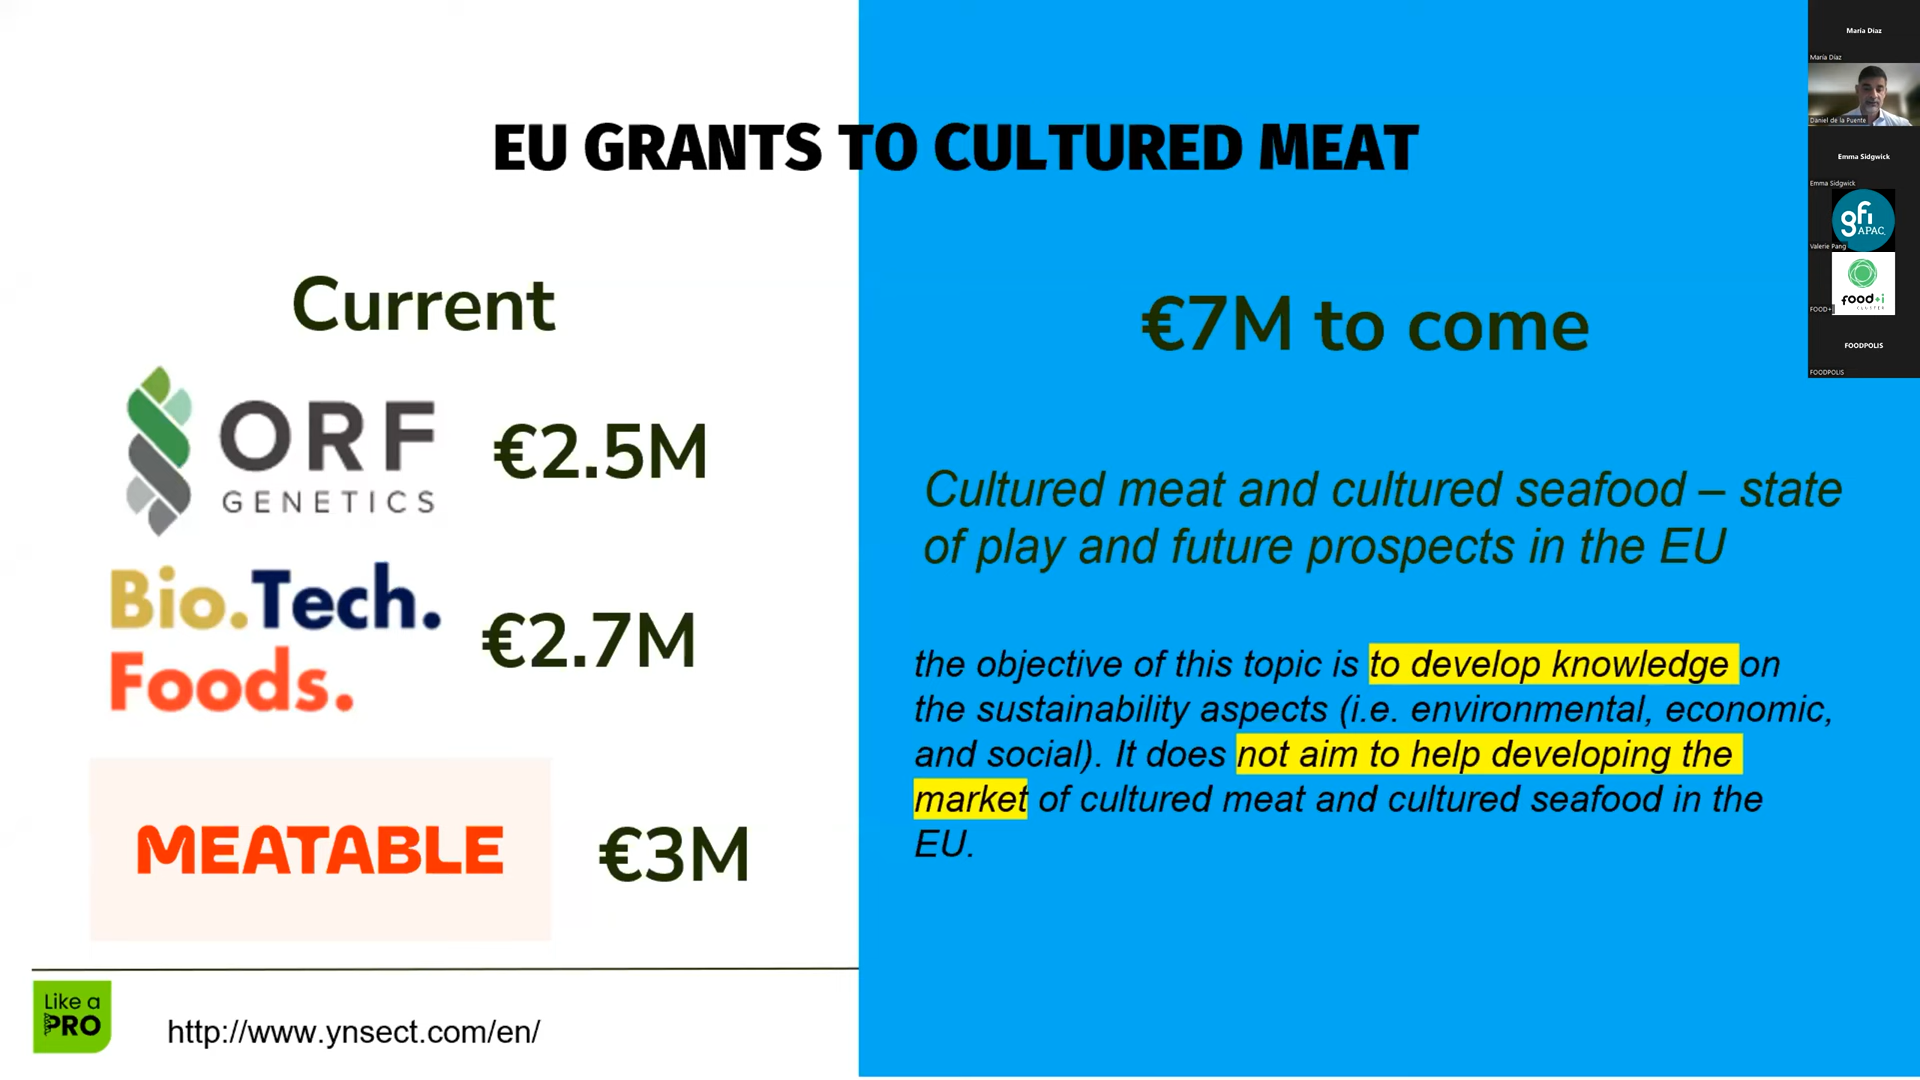 EU GRANTS TO CULTURED MEAT
Current
ORF
GENETICS
€2.5M
Bio.Tech.
Foods.
€2.7M
MEATABLE
€3M
Like a
PRO
http://www.ynsect.com/en/
€7M to come
Cultured meat and cultured seafood – state
of play and future prospects in the EU
the objective of this topic is to develop knowledge on
the sustainability aspects (i.e. environmental, economic,
and social). It does not aim to help developing the
market of cultured meat and cultured seafood in the
EU.
María Díaz
María Díaz
Daniel de la Puente
Emma Sidgwick
Emma Sidgwick
gfi
APAC
Valerie Pang
food+i
CLUSTER
FOOD+i
FOODPOLIS
FOODPOLIS